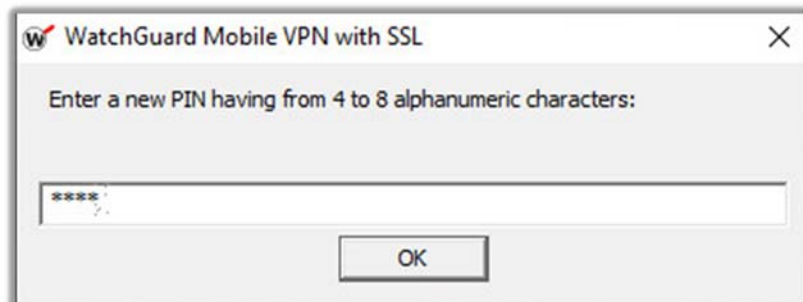 WatchGuard Mobile VPN with SSL
Enter a new PIN having from 4 to 8 alphanumeric characters:
****
OK